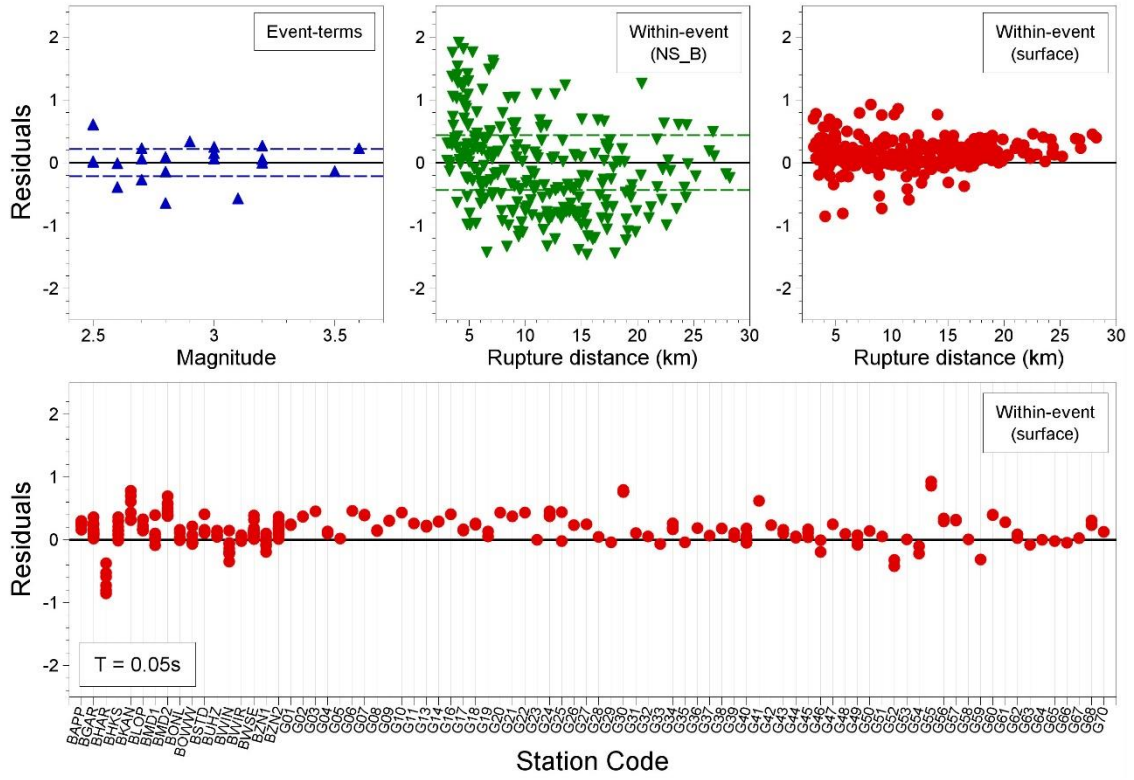 Event-terms
Within-event
(NS_B)
Within-event
(surface)
Residuals
2
1
0
-1
-2
2.5 3 3.5
Magnitude
5 10 15 20 25 30
Rupture distance (km)
5 10 15 20 25 30
Rupture distance (km)
Within-event
(surface)
Residuals
2
1
0
-1
-2
T = 0.05s
BAPP BGAR BHAR BHKS BKAN BLOP BMD1 BMD2 BONL BOWW BSTD BUHZ BWIN BWIR BWSE BZN1 BZN2 G01 G02 G03 G04 G05 G06 G07 G08 G09 G10 G11 G13 G14 G16 G17 G18 G19 G20 G21 G22 G23 G24 G25 G26 G27 G28 G29 G30 G31 G32 G33 G34 G35 G36 G37 G38 G39 G40 G41 G42 G43 G44 G45 G46 G47 G48 G49 G50 G51 G52 G53 G54 G55 G56 G57 G58 G59 G60 G61 G62 G63 G64 G65 G66 G67 G68 G70
Station Code